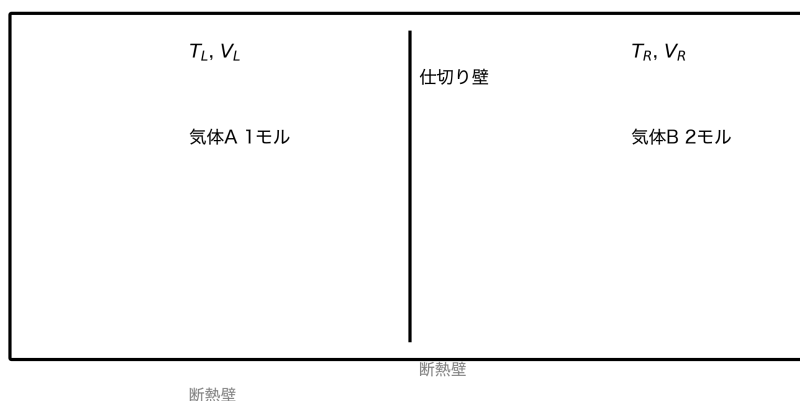 T_L, V_L
T_R, V_R
仕切り壁
気体A 1モル
気体B 2モル
断熱壁
断熱壁